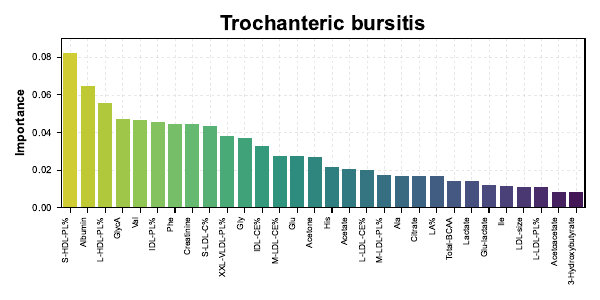 Trochanteric bursitis
Importance
0.08
0.06
0.04
0.02
0.00
S-HDL-PL%
Albumin
L-HDL-PL%
GlycA
Val
IDL-PL%
Phe
Creatinine
S-LDL-C%
XXL-VLDL-PL%
Gly
IDL-CE%
M-LDL-CE%
Glu
Acetone
His
Acetate
L-LDL-CE%
M-LDL-PL%
Ala
Citrate
LA%
Total-BCAA
Lactate
Glu-lactate
Ile
LDL-size
L-LDL-PL%
Acetoacetate
3-Hydroxybutyrate